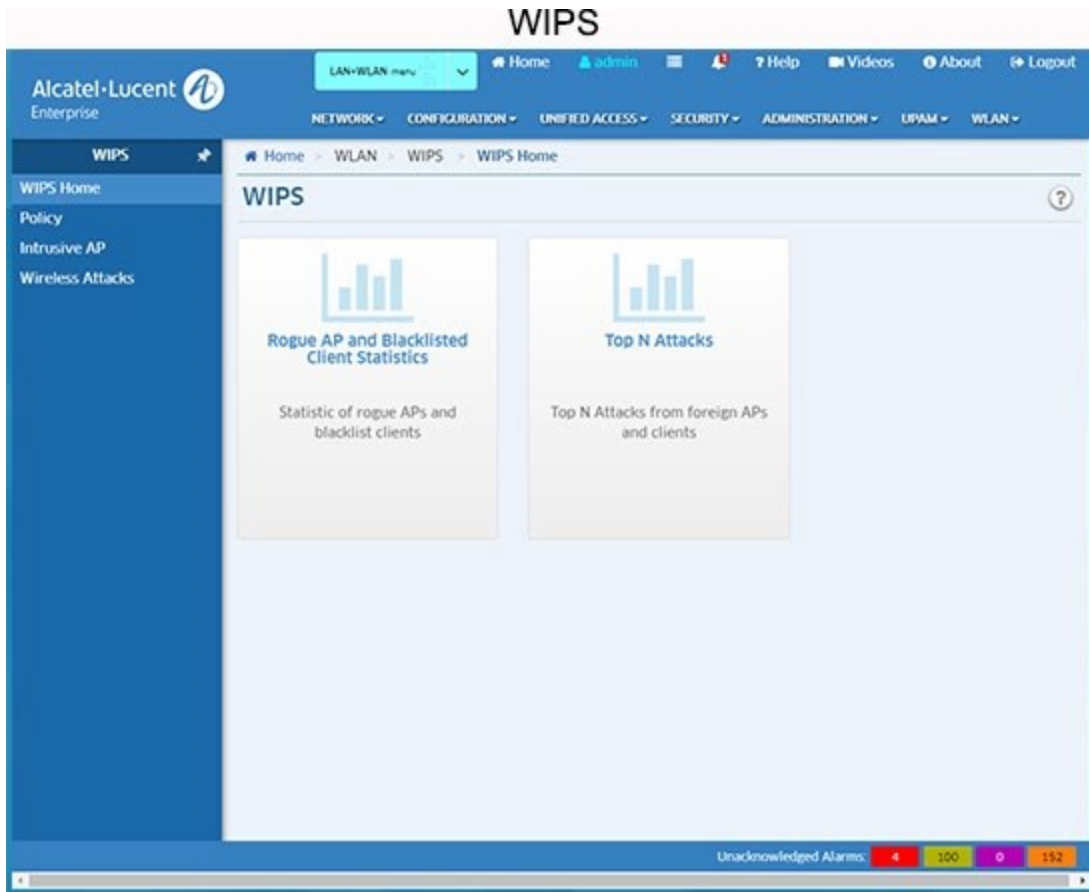 WIPS
Alcatel·Lucent
Enterprise
LAN+WLAN menu
Home admin ? Help Videos About Logout
NETWORK CONFIGURATION UNIFIED ACCESS SECURITY ADMINISTRATION UPAM WLAN
WIPS
WIPS Home
Policy
Intrusive AP
Wireless Attacks
Home > WLAN > WIPS > WIPS Home
WIPS
?
Rogue AP and Blacklisted
Client Statistics
Statistic of rogue APs and
blacklist clients
Top N Attacks
Top N Attacks from foreign APs
and clients
Unacknowledged Alarms: 4 100 0 152